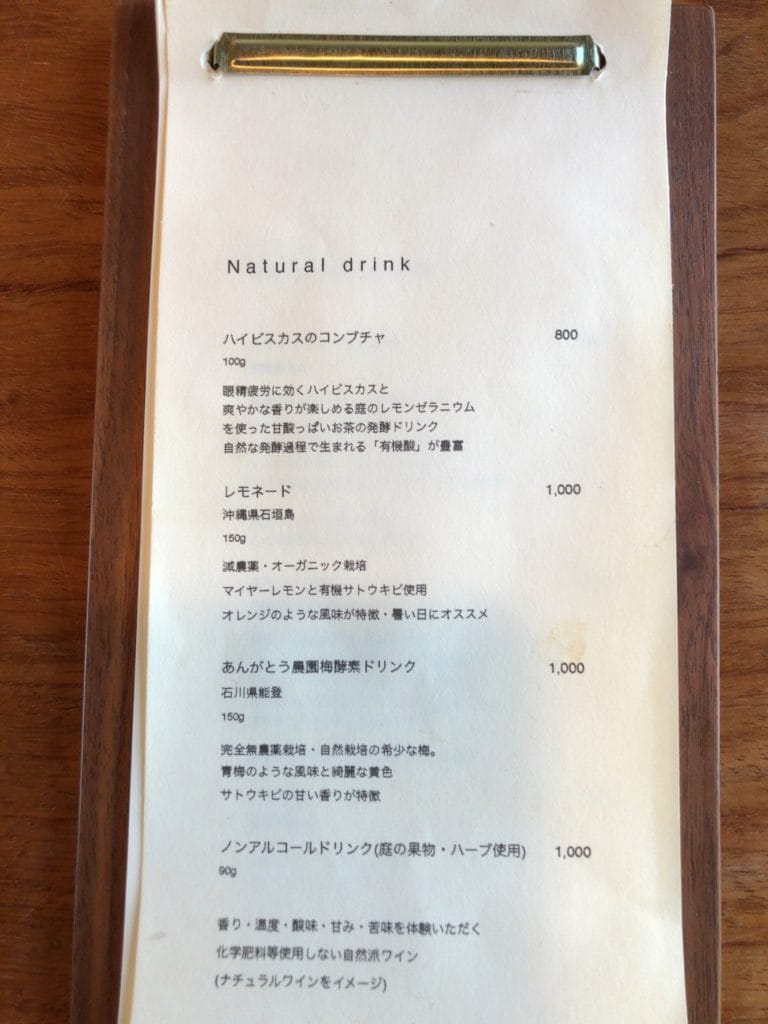 Natural drink
ハイビスカスのコンブチャ 800
100g
眼精疲労に効くハイビスカスと
爽やかな香りが楽しめる庭のレモンゼラニウム
を使った甘酸っぱいお茶の発酵ドリンク
自然な発酵過程で生まれる「有機酸」が豊富
レモネード 1,000
沖縄県石垣島
150g
減農薬・オーガニック栽培
マイヤーレモンと有機サトウキビ使用
オレンジのような風味が特徴・暑い日にオススメ
あんがとう農園梅酵素ドリンク 1,000
石川県能登
150g
完全無農薬栽培・自然栽培の希少な梅。
青梅のような風味と綺麗な黄色
サトウキビの甘い香りが特徴
ノンアルコールドリンク(庭の果物・ハーブ使用) 1,000
90g
香り・温度・酸味・甘み・苦味を体験いただく
化学肥料等使用しない自然派ワイン
(ナチュラルワインをイメージ)